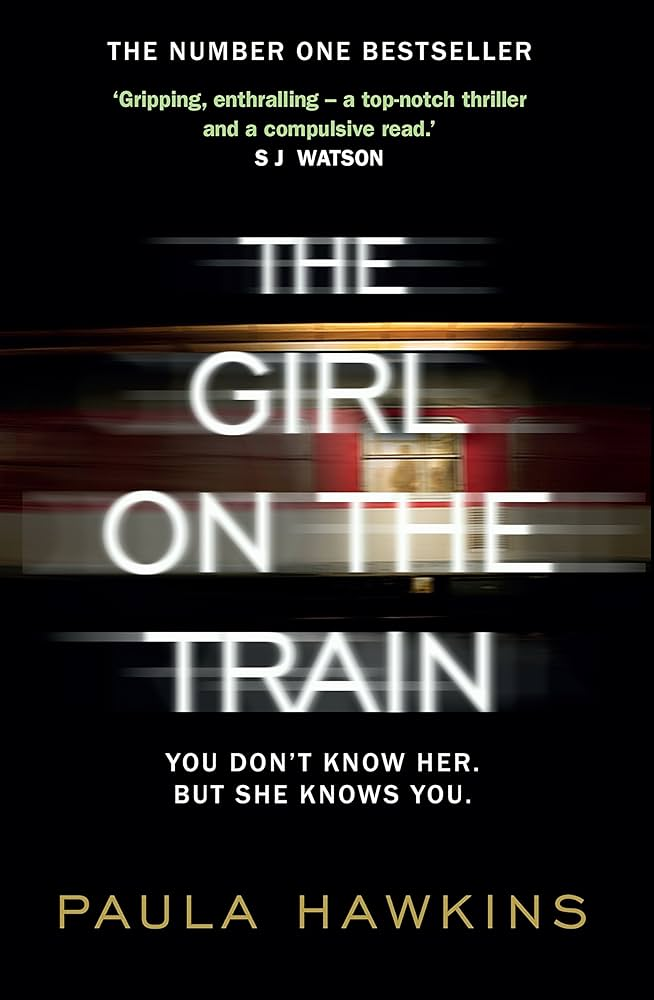 THE NUMBER ONE BESTSELLER
‘Gripping, enthralling – a top-notch thriller
and a compulsive read.’
S J WATSON
THE
GIRL
ON THE
TRAIN
YOU DON’T KNOW HER.
BUT SHE KNOWS YOU.
PAULA HAWKINS